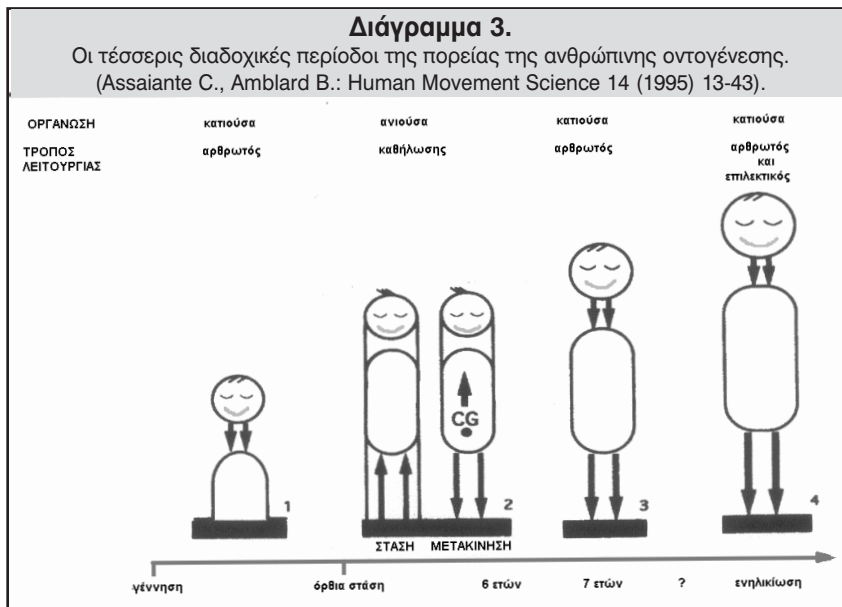 Διάγραμμα 3.
Οι τέσσερις διαδοχικές περίοδοι της πορείας της ανθρώπινης οντογένεσης.
(Assaiante C., Amblard B.: Human Movement Science 14 (1995) 13-43).
ΟΡΓΑΝΩΣΗ κατιούσα ανιούσα κατιούσα κατιούσα
ΤΡΟΠΟΣ ΛΕΙΤΟΥΡΓΙΑΣ αρθρωτός καθήλωσης αρθρωτός αρθρωτός
και
επιλεκτικός
CG
1 2 3 4
ΣΤΑΣΗ ΜΕΤΑΚΙΝΗΣΗ
γέννηση όρθια στάση 6 ετών 7 ετών ? ενηλικίωση